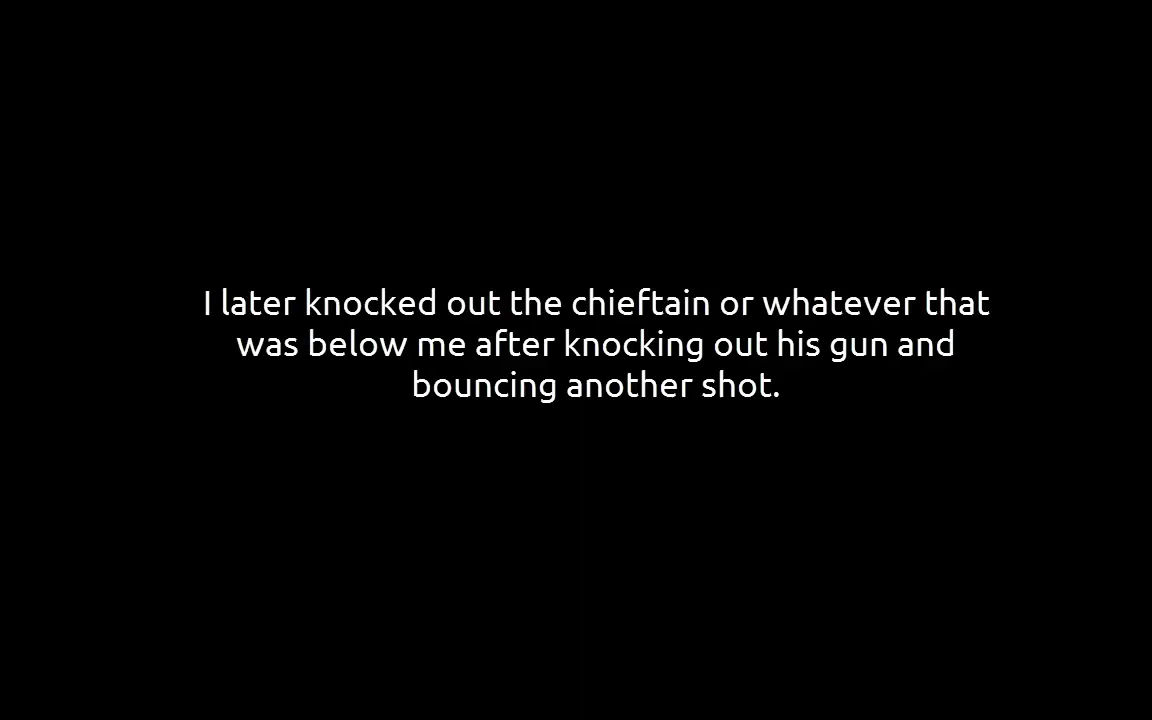 I later knocked out the chieftain or whatever that
was below me after knocking out his gun and
bouncing another shot.